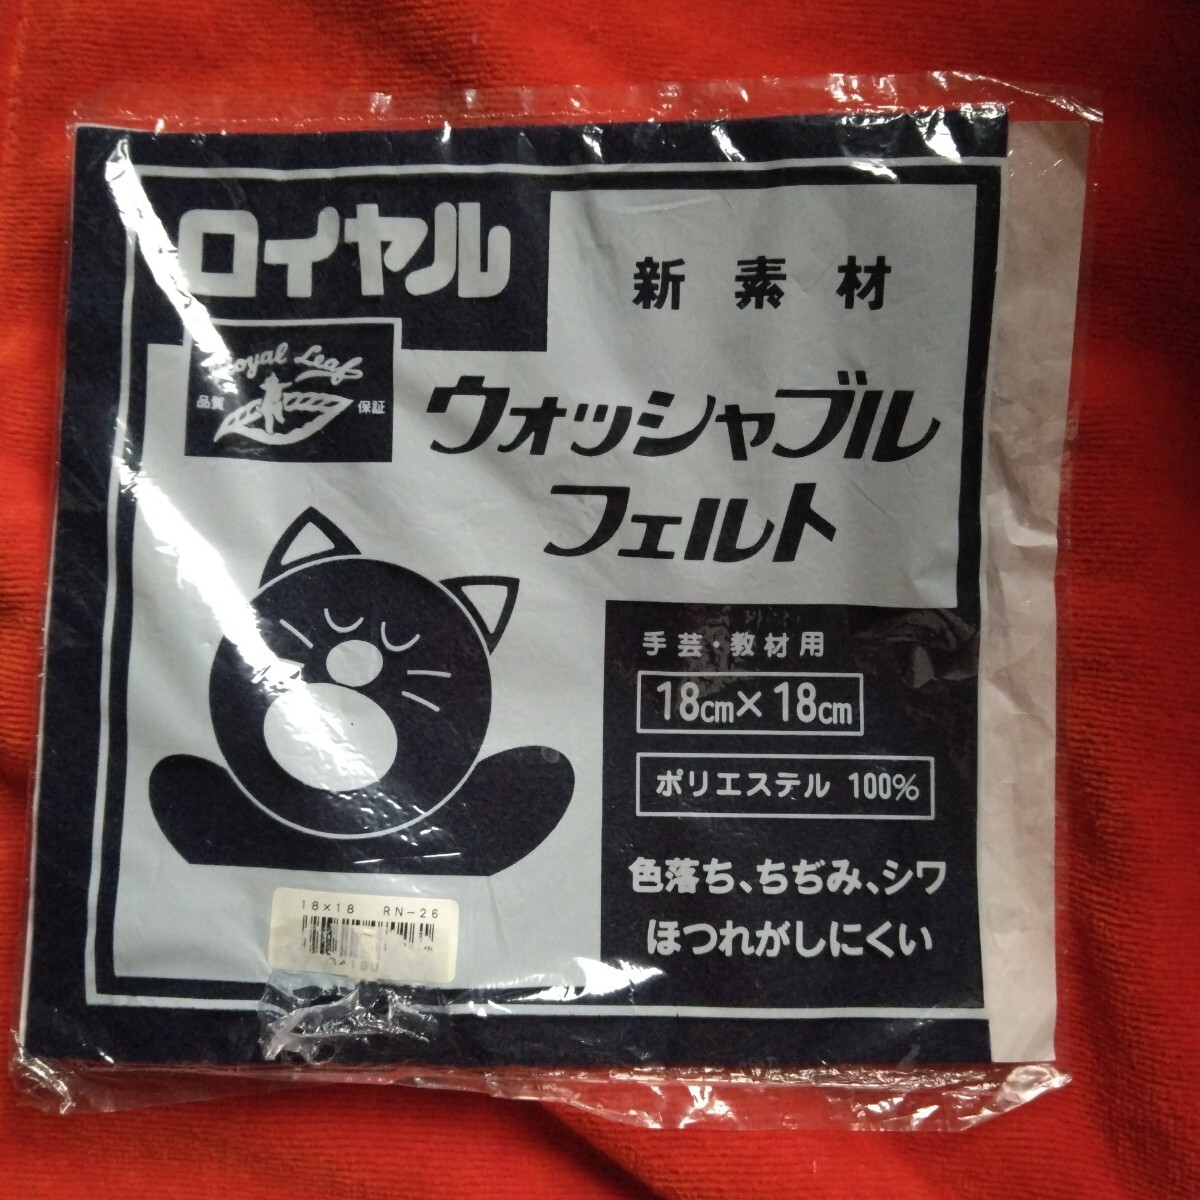 ロイヤル
新素材
Royal Leaf
品質 保証
ウォッシャブル
フェルト
手芸・教材用
18cm×18cm
ポリエステル 100%
色落ち、ちぢみ、シワ
ほつれがしにくい
18×18 RN-26